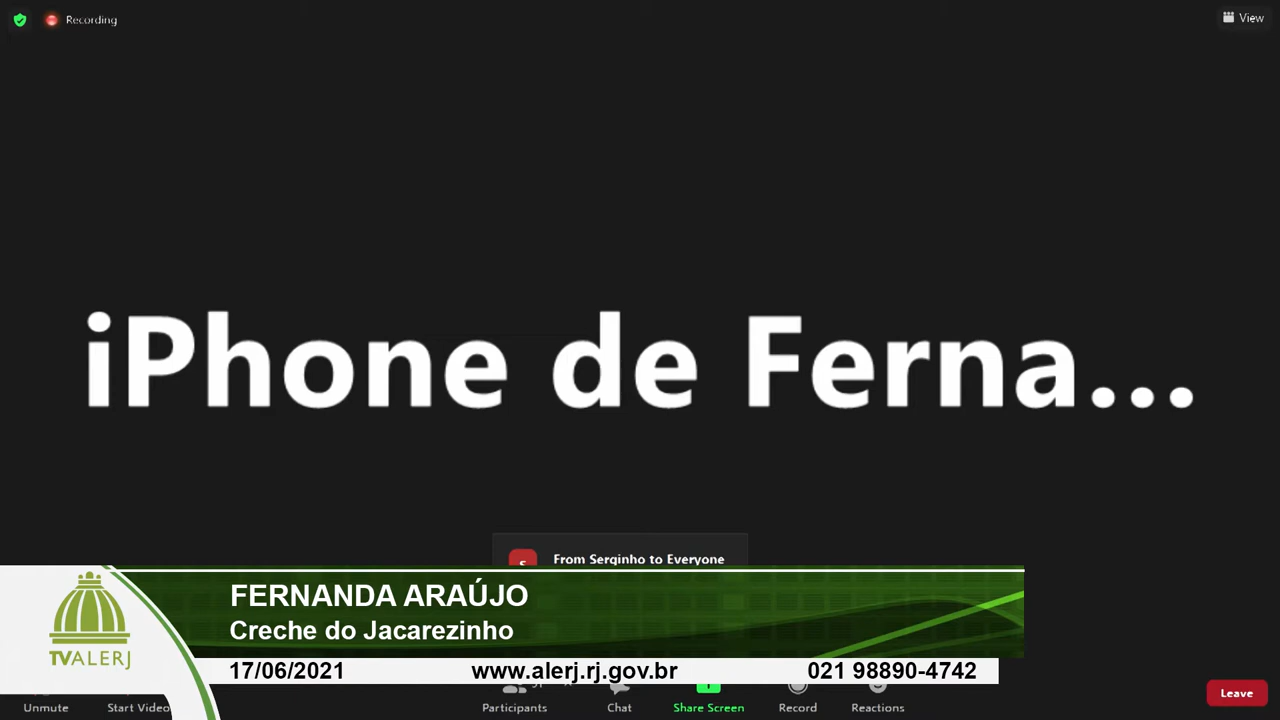 Recording
View
iPhone de Ferna...
From Serginho to Everyone
FERNANDA ARAÚJO
Creche do Jacarezinho
TVALERJ
17/06/2021 www.alerj.rj.gov.br 021 98890-4742
Unmute Start Video Participants Chat Share Screen Record Reactions Leave